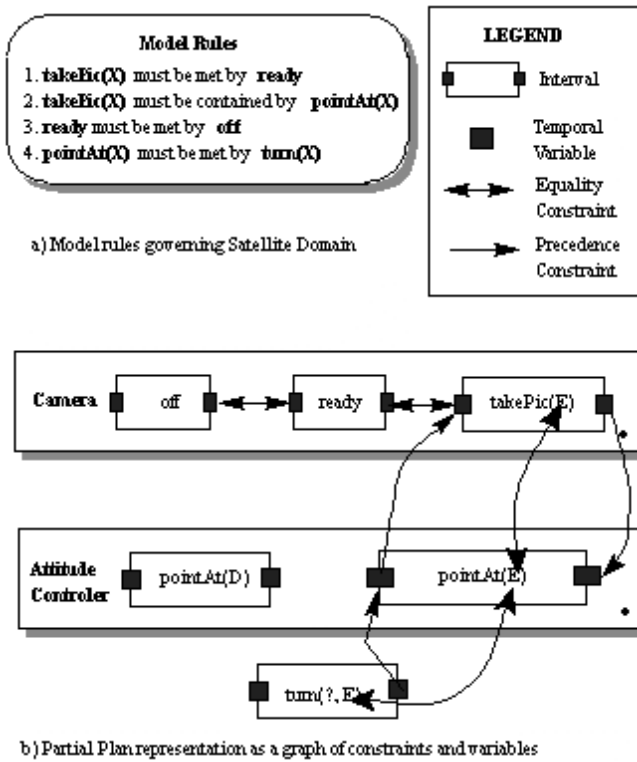 Model Rules
1. takePic(X) must be met by ready
2. takePic(X) must be contained by pointAt(X)
3. ready must be met by off
4. pointAt(X) must be met by turn(X)
a) Model rules governing Satellite Domain
LEGEND
Interval
Temporal
Variable
Equality
Constraint
Precedence
Constraint
Camera
off
ready
takePic(E)
Attitude
Controler
pointAt(D)
pointAt(E)
turn(?, E)
b) Partial Plan representation as a graph of constraints and variables